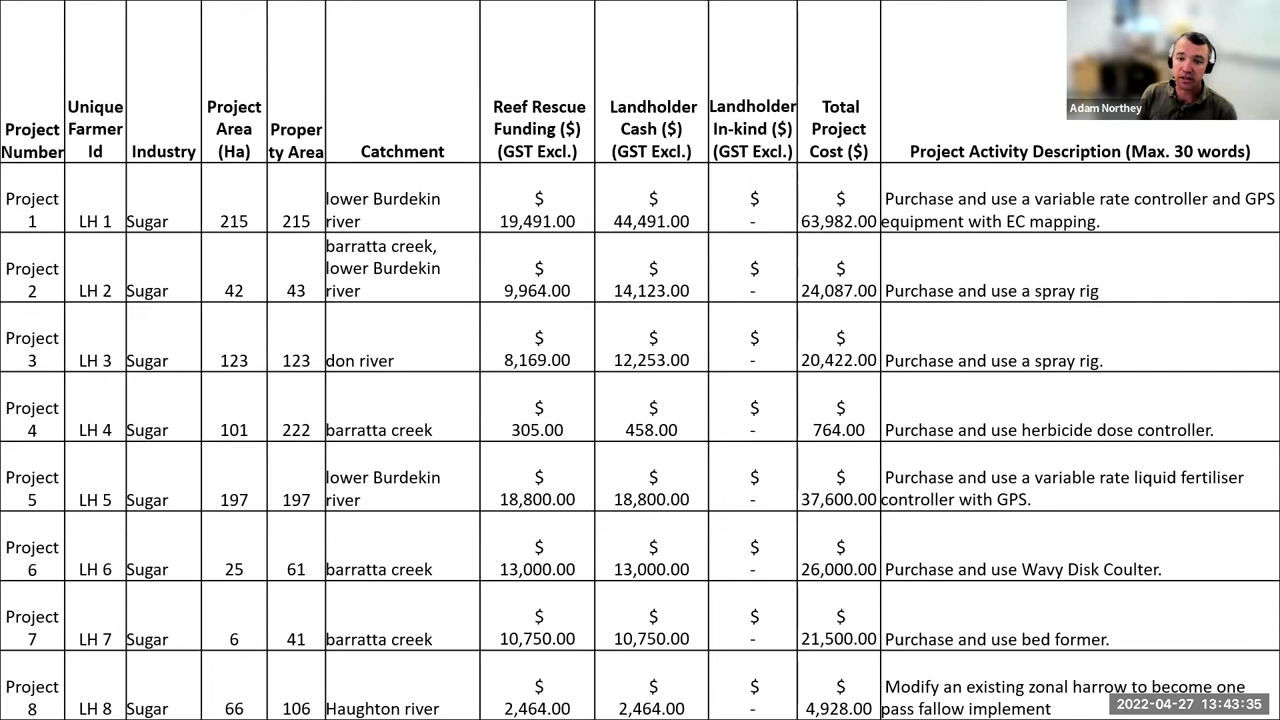 Project Number	Unique Farmer Id	Industry	Project Area (Ha)	Proper ty Area	Catchment	Reef Rescue Funding ($) (GST Excl.)	Landholder Cash ($) (GST Excl.)	Landholder In-kind ($) (GST Excl.)	Total Project Cost ($)	Project Activity Description (Max. 30 words)
Adam Northey
Project 1	LH 1	Sugar	215	215	lower Burdekin river	$ 19,491.00	$ 44,491.00	$ -	$ 63,982.00	Purchase and use a variable rate controller and GPS equipment with EC mapping.
Project 2	LH 2	Sugar	42	43	barratta creek, lower Burdekin river	$ 9,964.00	$ 14,123.00	$ -	$ 24,087.00	Purchase and use a spray rig
Project 3	LH 3	Sugar	123	123	don river	$ 8,169.00	$ 12,253.00	$ -	$ 20,422.00	Purchase and use a spray rig.
Project 4	LH 4	Sugar	101	222	barratta creek	$ 305.00	$ 458.00	$ -	$ 764.00	Purchase and use herbicide dose controller.
Project 5	LH 5	Sugar	197	197	lower Burdekin river	$ 18,800.00	$ 18,800.00	$ -	$ 37,600.00	Purchase and use a variable rate liquid fertiliser controller with GPS.
Project 6	LH 6	Sugar	25	61	barratta creek	$ 13,000.00	$ 13,000.00	$ -	$ 26,000.00	Purchase and use Wavy Disk Coulter.
Project 7	LH 7	Sugar	6	41	barratta creek	$ 10,750.00	$ 10,750.00	$ -	$ 21,500.00	Purchase and use bed former.
Project 8	LH 8	Sugar	66	106	Haughton river	$ 2,464.00	$ 2,464.00	$ -	$ 4,928.00	Modify an existing zonal harrow to become one pass fallow implement
2022-04-27 13:43:35